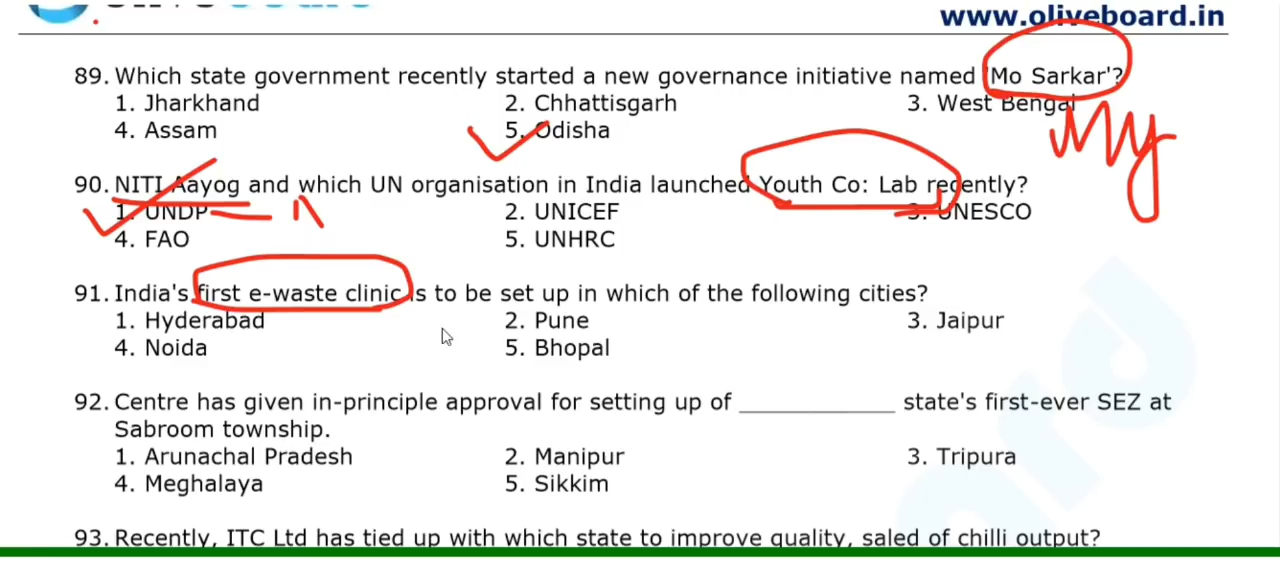 www.oliveboard.in
89. Which state government recently started a new governance initiative named 'Mo Sarkar'?
1. Jharkhand 2. Chhattisgarh 3. West Bengal
4. Assam 5. Odisha
My
90. NITI Aayog and which UN organisation in India launched Youth Co: Lab recently?
1. UNDP 2. UNICEF 3. UNESCO
4. FAO 5. UNHRC
91. India's first e-waste clinic is to be set up in which of the following cities?
1. Hyderabad 2. Pune 3. Jaipur
4. Noida 5. Bhopal
92. Centre has given in-principle approval for setting up of ____________ state's first-ever SEZ at
Sabroom township.
1. Arunachal Pradesh 2. Manipur 3. Tripura
4. Meghalaya 5. Sikkim
93. Recently, ITC Ltd has tied up with which state to improve quality, saled of chilli output?